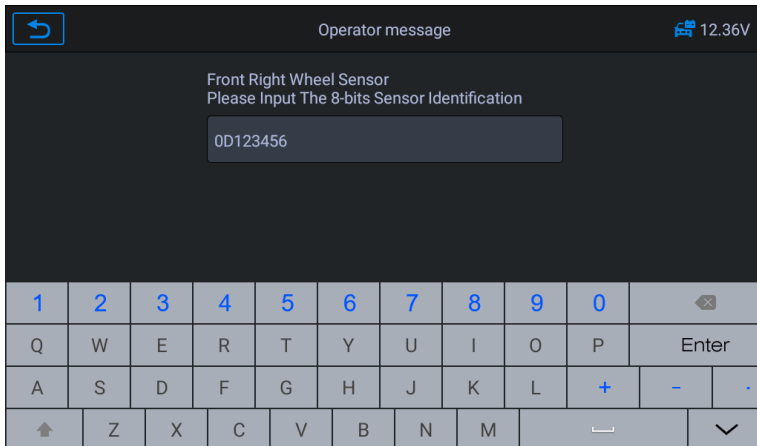 Operator message
12.36V
Front Right Wheel Sensor
Please Input The 8-bits Sensor Identification
0D123456
1 2 3 4 5 6 7 8 9 0
Q W E R T Y U I O P Enter
A S D F G H J K L + - .
Z X C V B N M